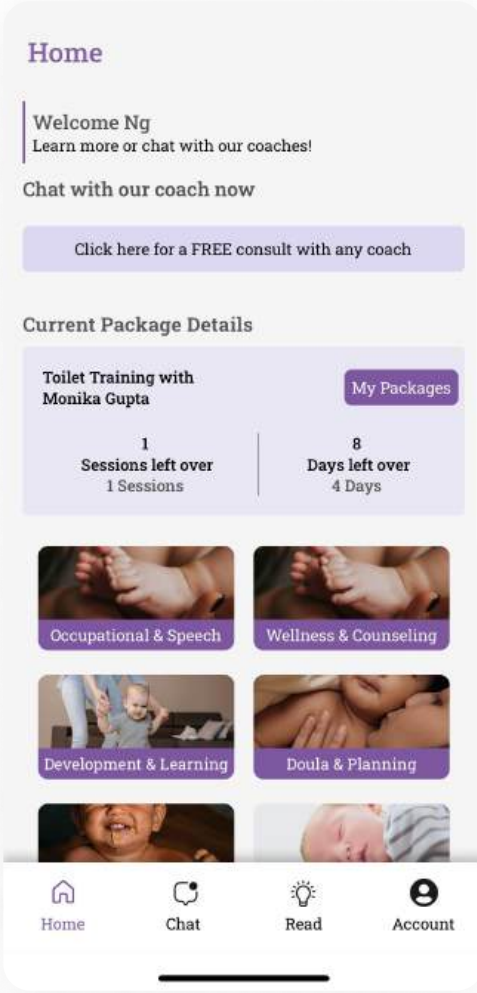 Home
Welcome Ng
Learn more or chat with our coaches!
Chat with our coach now
Click here for a FREE consult with any coach
Current Package Details
Toilet Training with
Monika Gupta
My Packages
1
Sessions left over
1 Sessions
8
Days left over
4 Days
Occupational & Speech
Wellness & Counseling
Development & Learning
Doula & Planning
Home
Chat
Read
Account